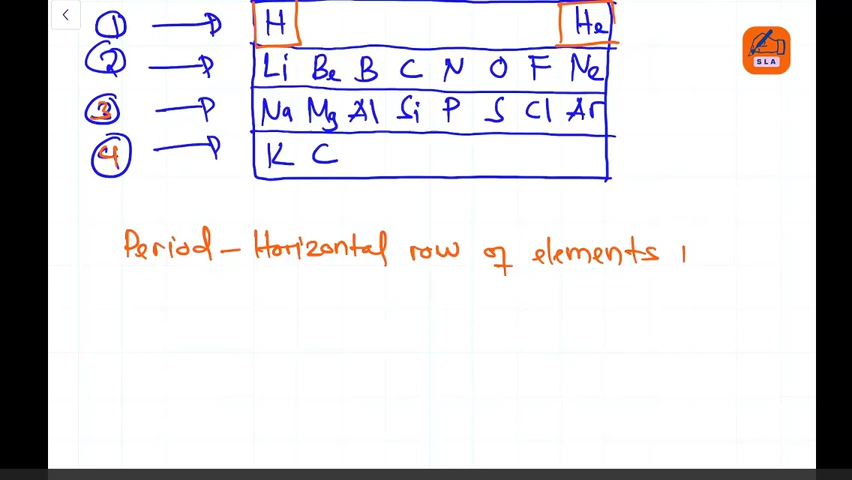 1 → H He
SLA
2 → Li Be B C N O F Ne
3 → Na Mg Al Si P S Cl Ar
4 → K C
Period - Horizontal row of elements